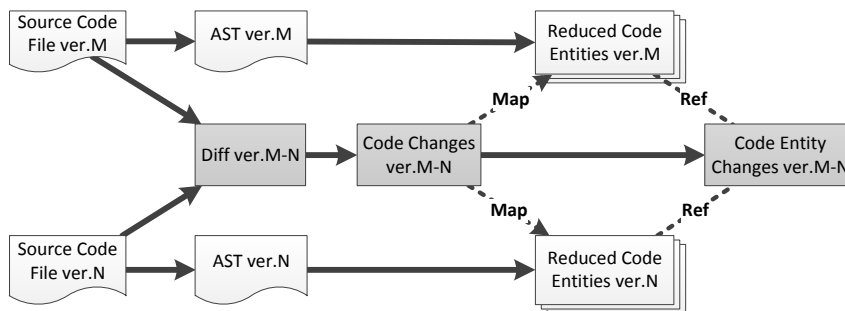 Source Code
File ver.M
AST ver.M
Reduced Code
Entities ver.M
Map
Ref
Diff ver.M-N
Code Changes
ver.M-N
Code Entity
Changes ver.M-N
Map
Ref
Source Code
File ver.N
AST ver.N
Reduced Code
Entities ver.N